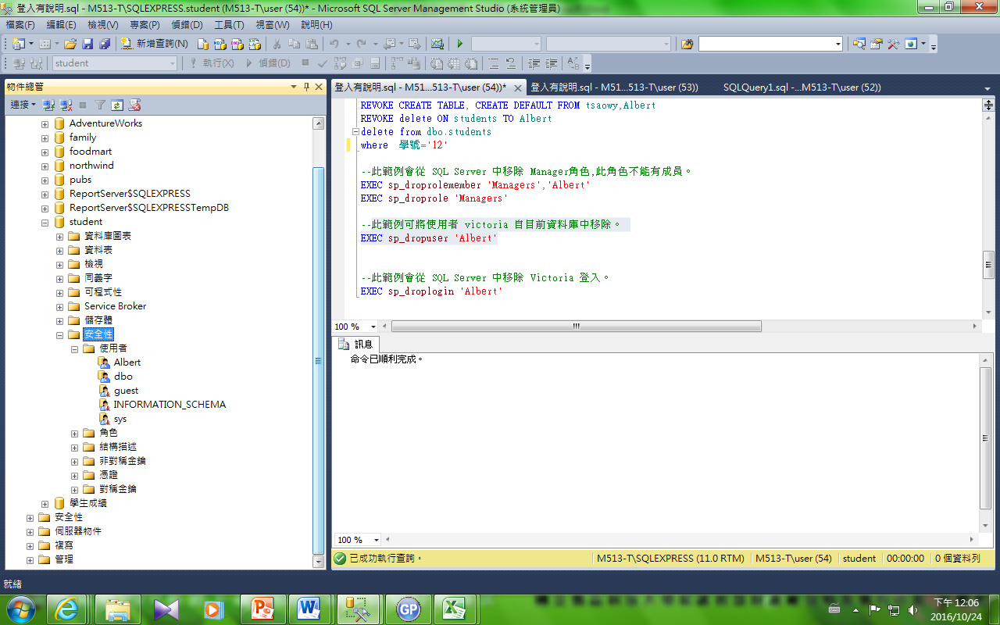 登入有說明.sql - M513-T\SQLEXPRESS.student (M513-T\user (54))* - Microsoft SQL Server Management Studio (系統管理員)
檔案(F) 編輯(E) 檢視(V) 專案(P) 偵錯(D) 工具(T) 視窗(W) 說明(H)
新增查詢(N)
student 執行(X) 偵錯(D)
物件總管
連接
AdventureWorks
family
foodmart
northwind
pubs
ReportServer$SQLEXPRESS
ReportServer$SQLEXPRESSTempDB
student
資料庫圖表
資料表
檢視
同義字
可程式性
Service Broker
儲存體
安全性
使用者
Albert
dbo
guest
INFORMATION_SCHEMA
sys
角色
結構描述
非對稱金鑰
憑證
對稱金鑰
學生成績
安全性
伺服器物件
複寫
管理
登入有說明.sql - M51...513-T\user (54))* 登入有說明.sql - M51...513-T\user (53)) SQLQuery1.sql -...M513-T\user (52))
REVOKE CREATE TABLE, CREATE DEFAULT FROM tsaowy,Albert
REVOKE delete ON students TO Albert
delete from dbo.students
where 學號='12'
--此範例會從 SQL Server 中移除 Manager角色,此角色不能有成員。
EXEC sp_droprolemember 'Managers','Albert'
EXEC sp_droprole 'Managers'
--此範例可將使用者 victoria 自目前資料庫中移除。
EXEC sp_dropuser 'Albert'
--此範例會從 SQL Server 中移除 Victoria 登入。
EXEC sp_droplogin 'Albert'
100 %
訊息
命令已順利完成。
100 %
已成功執行查詢。 M513-T\SQLEXPRESS (11.0 RTM) M513-T\user (54) student 00:00:00 0 個資料列
就緒
下午 12:06
2016/10/24